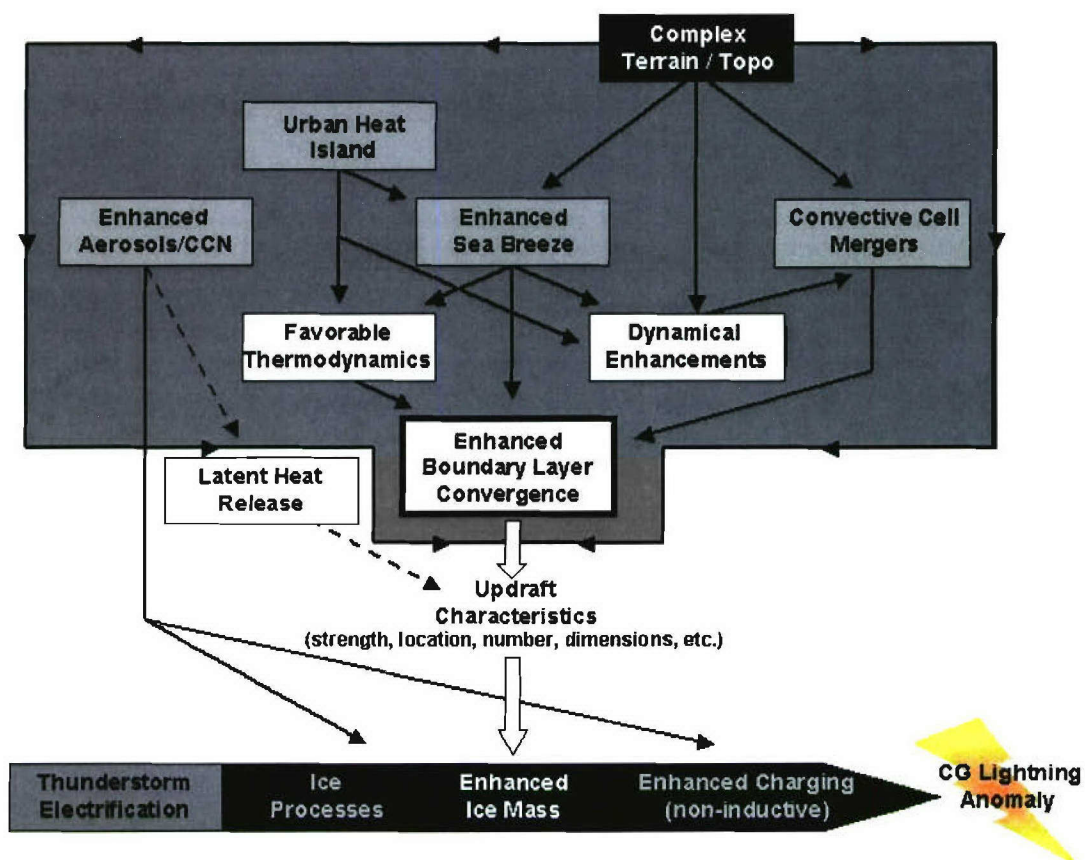 Complex
Terrain / Topo
Urban Heat
Island
Enhanced
Aerosols/CCN
Enhanced
Sea Breeze
Convective Cell
Mergers
Favorable
Thermodynamics
Dynamical
Enhancements
Enhanced
Boundary Layer
Convergence
Latent Heat
Release
Updraft
Characteristics
(strength, location, number, dimensions, etc.)
Thunderstorm
Electrification
Ice
Processes
Enhanced
Ice Mass
Enhanced Charging
(non-inductive)
CG Lightning
Anomaly